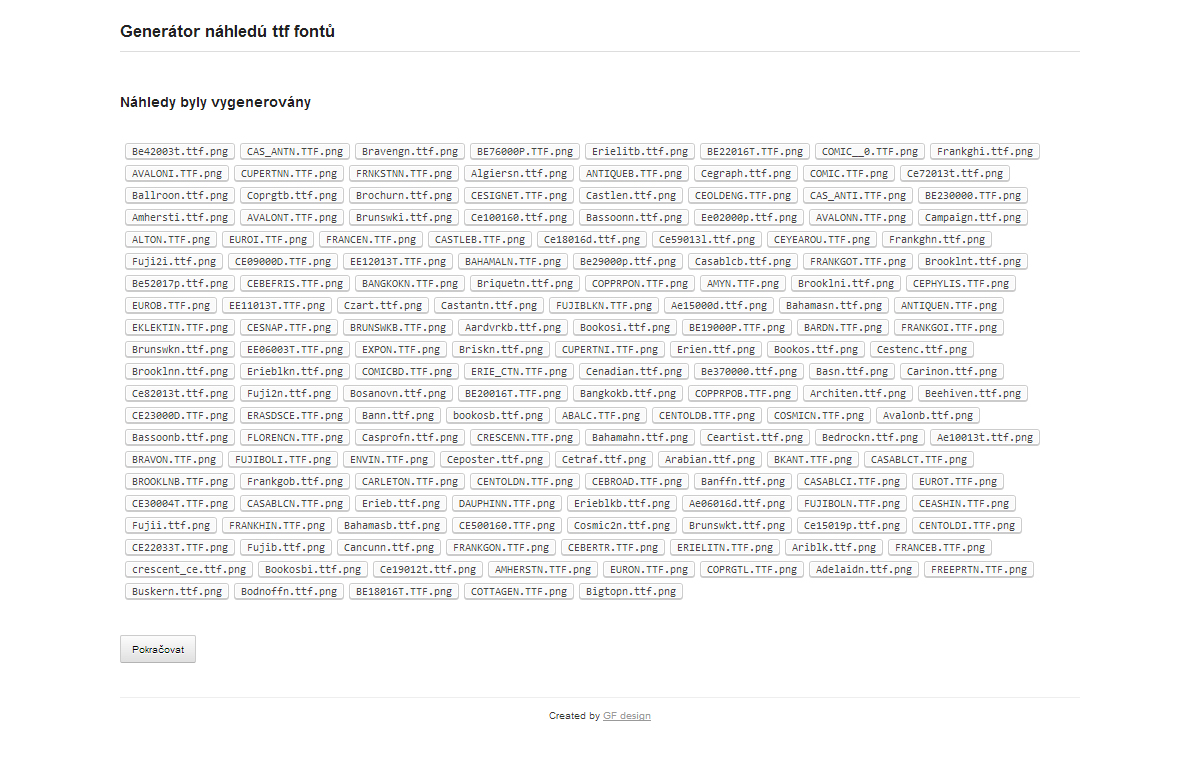 Generátor náhledú ttf fontů
Náhledy byly vygenerovány
Be42003t.ttf.png CAS_ANTN.TTF.png Bravengn.ttf.png BE76000P.TTF.png Erielitb.ttf.png BE22016T.TTF.png COMIC__0.TTF.png Frankghi.ttf.png
AVALONI.TTF.png CUPERTNN.TTF.png FRNKSTNN.TTF.png Algiersn.ttf.png ANTIQUEB.TTF.png Cegraph.ttf.png COMIC.TTF.png Ce72013t.ttf.png
Ballroon.ttf.png Coprgtb.ttf.png Brochurn.ttf.png CESIGNET.TTF.png Castlen.ttf.png CEOLDENG.TTF.png CAS_ANTI.TTF.png BE230000.TTF.png
Amhersti.ttf.png AVALONT.TTF.png Brunswki.ttf.png Ce100160.ttf.png Bassoonn.ttf.png Ee02000p.ttf.png AVALONN.TTF.png Campaign.ttf.png
ALTON.TTF.png EUROI.TTF.png FRANCEN.TTF.png CASTLEB.TTF.png Ce18016d.ttf.png Ce59013l.ttf.png CEYEAROU.TTF.png Frankghn.ttf.png
Fuji2i.ttf.png CE09000D.TTF.png EE12013T.TTF.png BAHAMALN.TTF.png Be29000p.ttf.png Casablcb.ttf.png FRANKGOT.TTF.png Brooklnt.ttf.png
Be52017p.ttf.png CEBEFRIS.TTF.png BANGKOKN.TTF.png Briquetn.ttf.png COPPRPON.TTF.png AMYN.TTF.png Brooklni.ttf.png CEPHYLIS.TTF.png
EUROB.TTF.png EE11013T.TTF.png Czart.ttf.png Castantn.ttf.png FUJIBLKN.TTF.png Ae15000d.ttf.png Bahamasn.ttf.png ANTIQUEN.TTF.png
EKLEKTIN.TTF.png CESNAP.TTF.png BRUNSWKB.TTF.png Aardvrkb.ttf.png Bookosi.ttf.png BE19000P.TTF.png BARDN.TTF.png FRANKGOI.TTF.png
Brunswkn.ttf.png EE06003T.TTF.png EXPON.TTF.png Briskn.ttf.png CUPERTNI.TTF.png Erien.ttf.png Bookos.ttf.png Cestenc.ttf.png
Brooklnn.ttf.png Erieblkn.ttf.png COMICBD.TTF.png ERIE_CTN.TTF.png Cenadian.ttf.png Be370000.ttf.png Basn.ttf.png Carinon.ttf.png
Ce82013t.ttf.png Fuji2n.ttf.png Bosanovn.ttf.png BE20016T.TTF.png Bangkokb.ttf.png COPPRPOB.TTF.png Architen.ttf.png Beehiven.ttf.png
CE23000D.TTF.png ERASDSCE.TTF.png Bann.ttf.png bookosb.ttf.png ABALC.TTF.png CENTOLDB.TTF.png COSMICN.TTF.png Avalonb.ttf.png
Bassoonb.ttf.png FLORENCN.TTF.png Casprofn.ttf.png CRESCENN.TTF.png Bahamahn.ttf.png Ceartist.ttf.png Bedrockn.ttf.png Ae10013t.ttf.png
BRAVON.TTF.png FUJIBOLI.TTF.png ENVIN.TTF.png Ceposter.ttf.png Cetraf.ttf.png Arabian.ttf.png BKANT.TTF.png CASABLCT.TTF.png
BROOKLNB.TTF.png Frankgob.ttf.png CARLETON.TTF.png CENTOLDN.TTF.png CEBROAD.TTF.png Banffn.ttf.png CASABLCI.TTF.png EUROT.TTF.png
CE30004T.TTF.png CASABLCN.TTF.png Erieb.ttf.png DAUPHINN.TTF.png Erieblkb.ttf.png Ae06016d.ttf.png FUJIBOLN.TTF.png CEASHIN.TTF.png
Fujii.ttf.png FRANKHIN.TTF.png Bahamasb.ttf.png CE500160.TTF.png Cosmic2n.ttf.png Brunswkt.ttf.png Ce15019p.ttf.png CENTOLDI.TTF.png
CE22033T.TTF.png Fujib.ttf.png Cancunn.ttf.png FRANKGON.TTF.png CEBERTR.TTF.png ERIELITN.TTF.png Ariblk.ttf.png FRANCEB.TTF.png
crescent_ce.ttf.png Bookosbi.ttf.png Ce19012t.ttf.png AMHERSTN.TTF.png EURON.TTF.png COPRGTL.TTF.png Adelaidn.ttf.png FREEPRTN.TTF.png
Buskern.ttf.png Bodnoffn.ttf.png BE18016T.TTF.png COTTAGEN.TTF.png Bigtopn.ttf.png
Pokračovat
Created by GF design